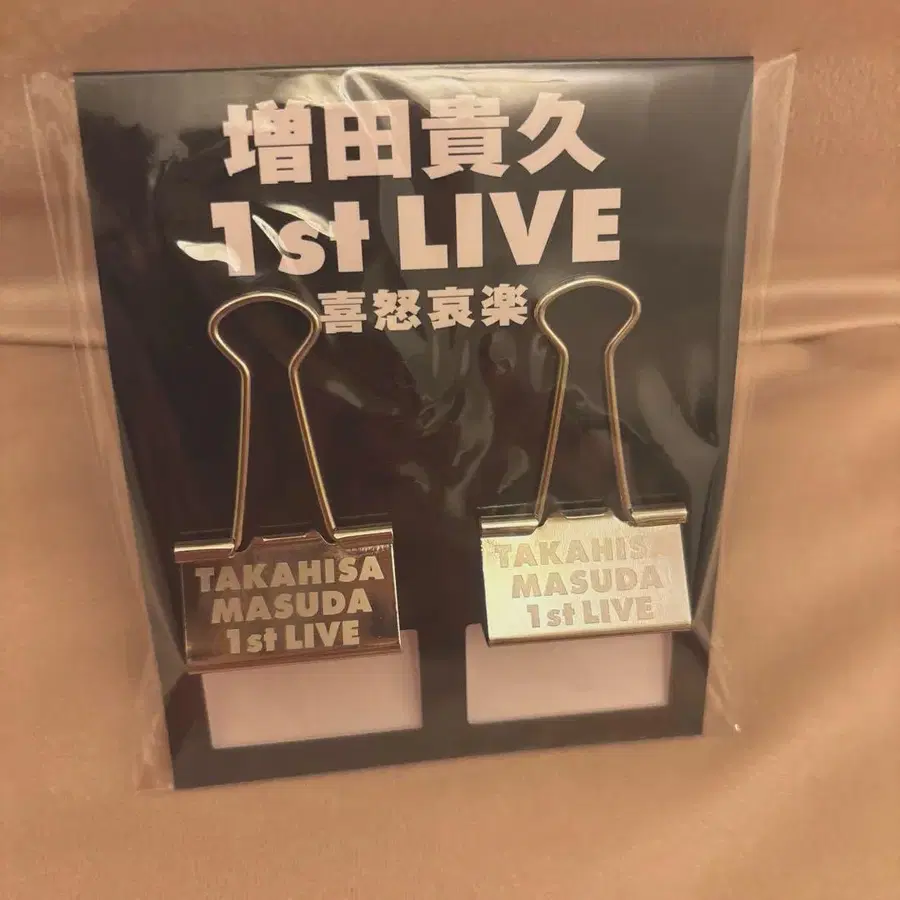 増田貴久
1st LIVE
喜怒哀楽
TAKAHISA
MASUDA
1st LIVE
TAKAHISA
MASUDA
1st LIVE